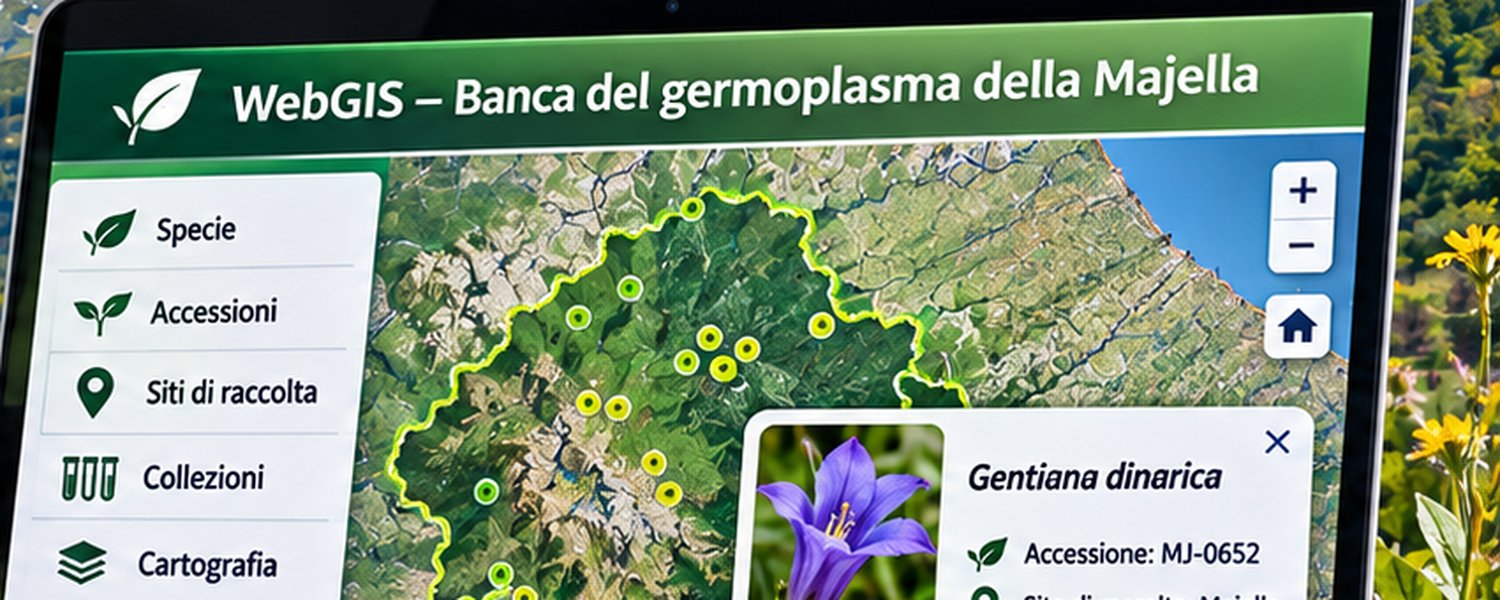 WebGIS – Banca del germoplasma della Majella
Specie
Accessioni
Siti di raccolta
Collezioni
Cartografia
+
−
Gentiana dinarica
Accessione: MJ-0652